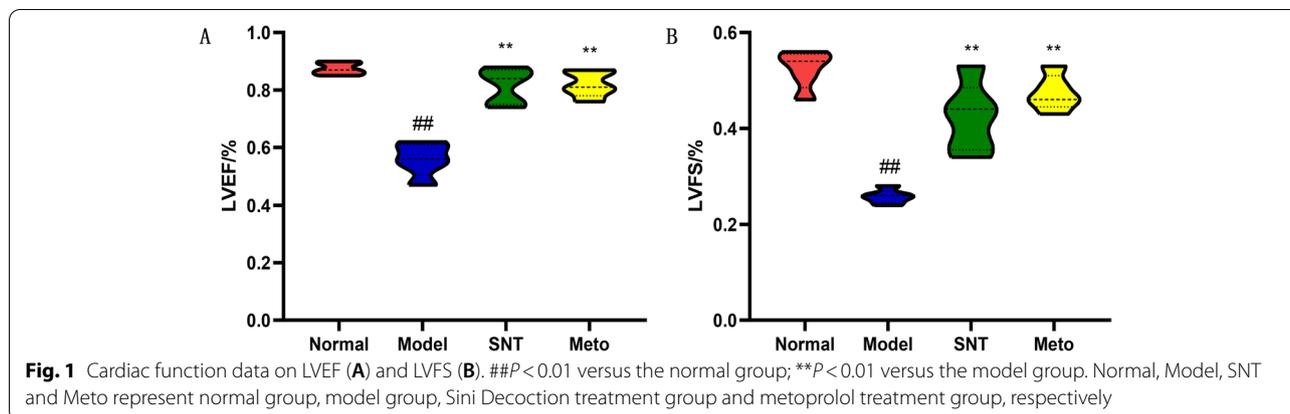 A
1.0
0.8
0.6
0.4
0.2
0.0
LVEF/%
##
**
**
Normal Model SNT Meto
B
0.6
0.4
0.2
0.0
LVFS/%
##
**
**
Normal Model SNT Meto
Fig. 1 Cardiac function data on LVEF (A) and LVFS (B). ##P < 0.01 versus the normal group; **P < 0.01 versus the model group. Normal, Model, SNT
and Meto represent normal group, model group, Sini Decoction treatment group and metoprolol treatment group, respectively